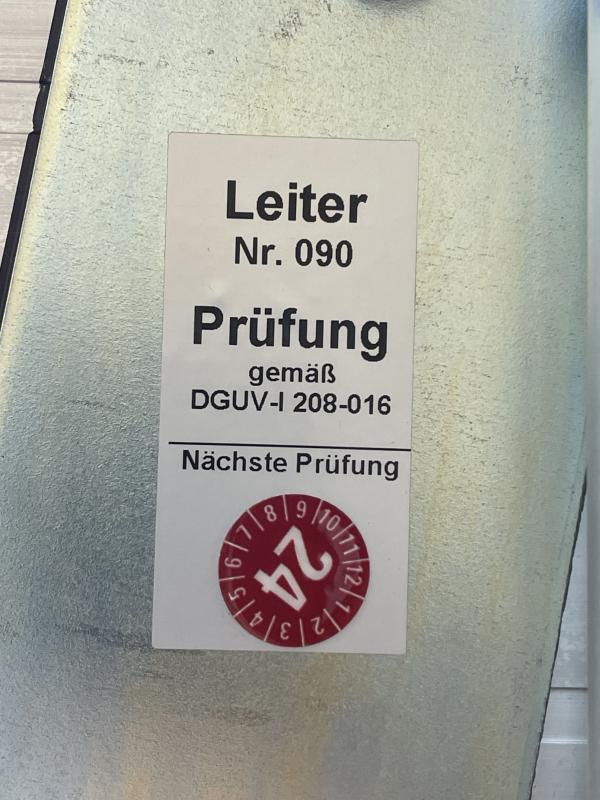 Leiter
Nr. 090
Prüfung
gemäß
DGUV-I 208-016
Nächste Prüfung
1 2 3 4 5 6 7 8 9 10 11 12
24